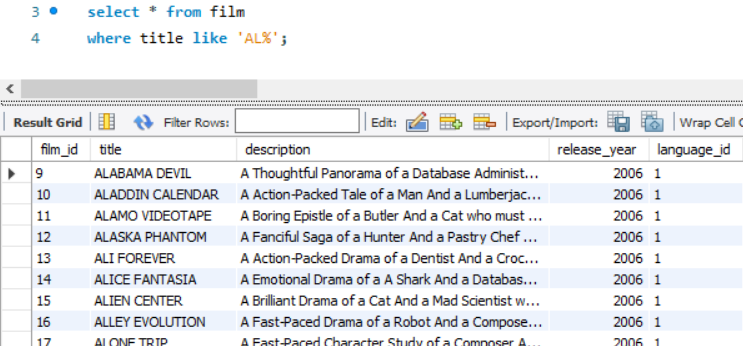 3 select * from film
4 where title like 'AL%';
Result Grid Filter Rows: Edit: Export/Import: Wrap Cell C
film_id title description release_year language_id
9 ALABAMA DEVIL A Thoughtful Panorama of a Database Administ... 2006 1
10 ALADDIN CALENDAR A Action-Packed Tale of a Man And a Lumberjac... 2006 1
11 ALAMO VIDEOTAPE A Boring Epistle of a Butler And a Cat who must ... 2006 1
12 ALASKA PHANTOM A Fanciful Saga of a Hunter And a Pastry Chef ... 2006 1
13 ALI FOREVER A Action-Packed Drama of a Dentist And a Croc... 2006 1
14 ALICE FANTASIA A Emotional Drama of a A Shark And a Databas... 2006 1
15 ALIEN CENTER A Brilliant Drama of a Cat And a Mad Scientist w... 2006 1
16 ALLEY EVOLUTION A Fast-Paced Drama of a Robot And a Compose... 2006 1
17 ALONE TRIP A Fast-Paced Character Study of a Composer A... 2006 1